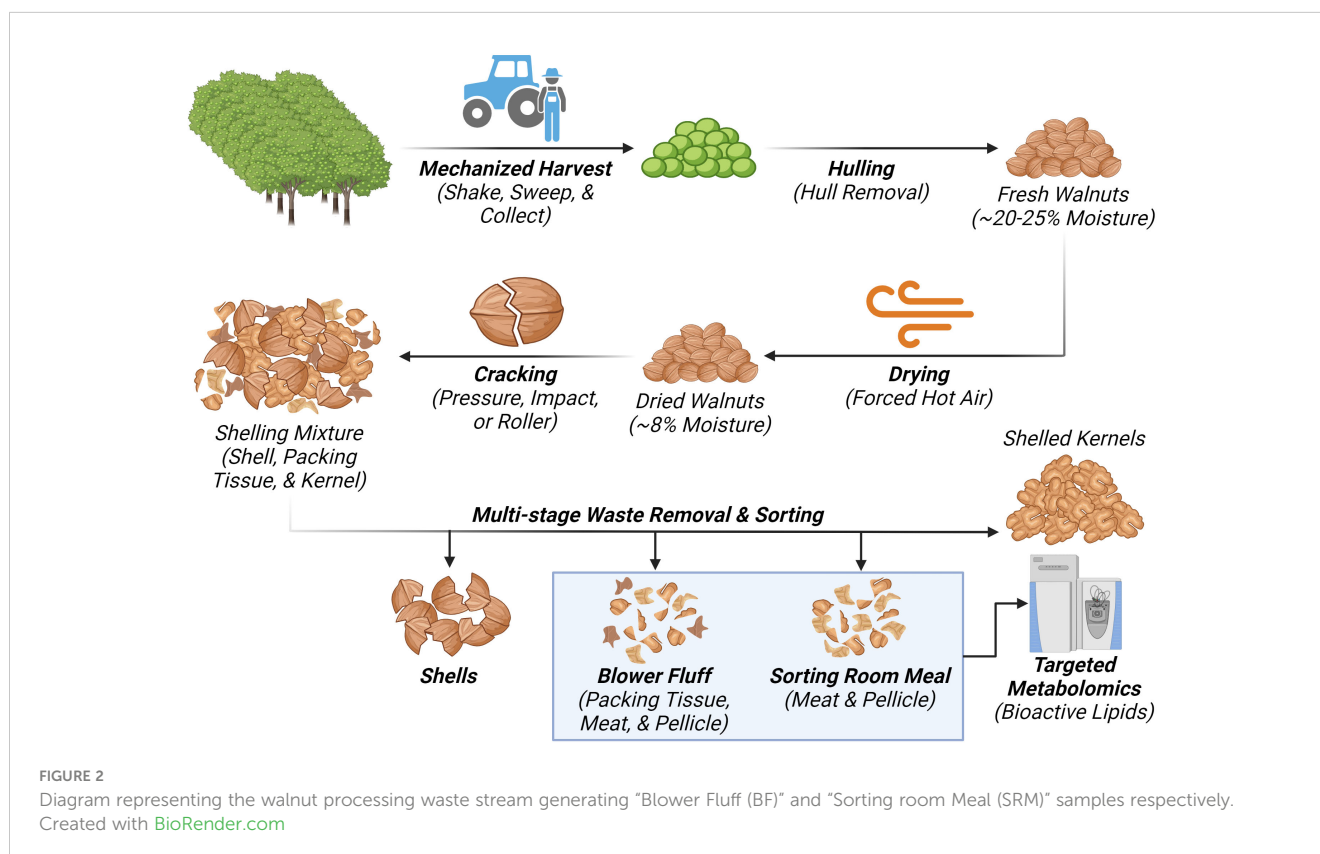 Mechanized Harvest
(Shake, Sweep, &
Collect)
Hulling
(Hull Removal)
Fresh Walnuts
(~20-25% Moisture)
Drying
(Forced Hot Air)
Dried Walnuts
(~8% Moisture)
Cracking
(Pressure, Impact,
or Roller)
Shelling Mixture
(Shell, Packing
Tissue, & Kernel)
Multi-stage Waste Removal & Sorting
Shelled Kernels
Shells
Blower Fluff
(Packing Tissue,
Meat, & Pellicle)
Sorting Room Meal
(Meat & Pellicle)
Targeted
Metabolomics
(Bioactive Lipids)
FIGURE 2
Diagram representing the walnut processing waste stream generating “Blower Fluff (BF)” and “Sorting room Meal (SRM)” samples respectively.
Created with BioRender.com